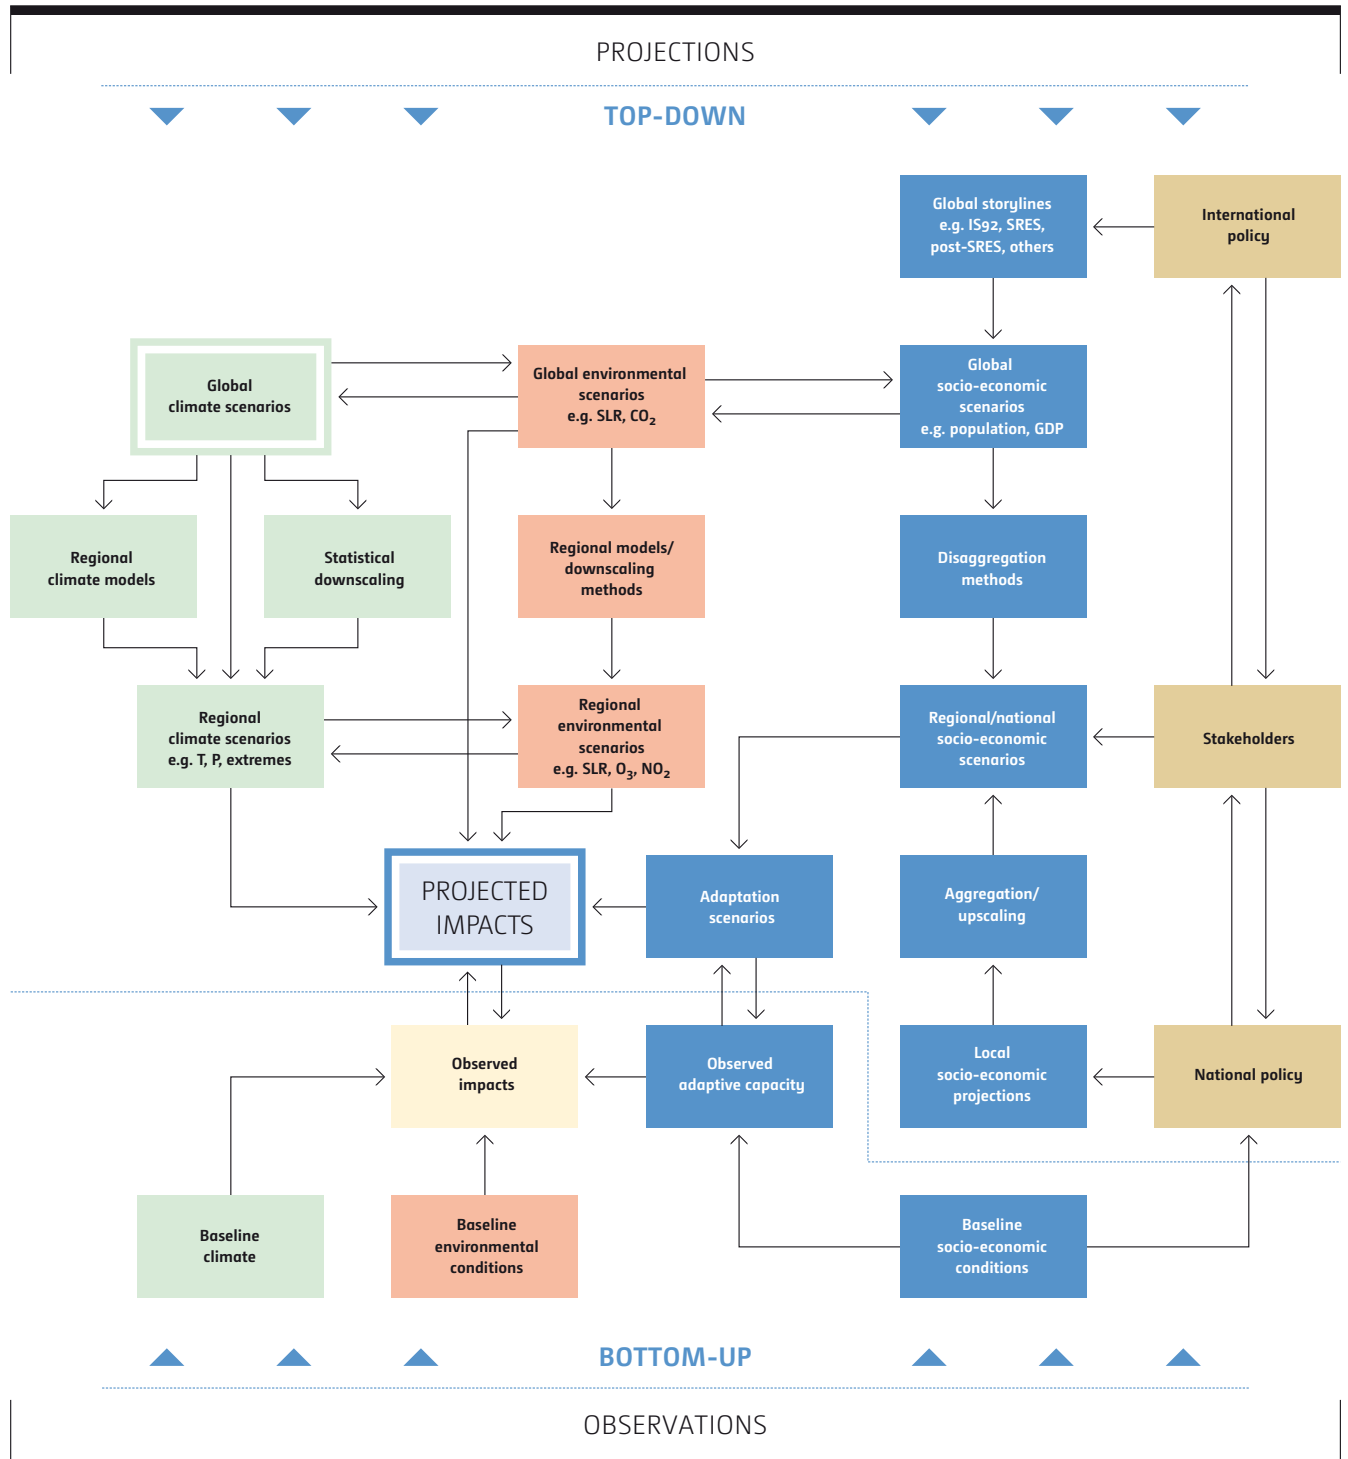 PROJECTIONS
TOP-DOWN
Global storylines
e.g. IS92, SRES,
post-SRES, others
International
policy
Global
climate scenarios
Global environmental
scenarios
e.g. SLR, CO₂
Global
socio-economic
scenarios
e.g. population, GDP
Regional
climate models
Statistical
downscaling
Regional models/
downscaling
methods
Disaggregation
methods
Regional
climate scenarios
e.g. T, P, extremes
Regional
environmental
scenarios
e.g. SLR, O₃, NO₂
Regional/national
socio-economic
scenarios
Stakeholders
PROJECTED
IMPACTS
Adaptation
scenarios
Aggregation/
upscaling
Observed
impacts
Observed
adaptive capacity
Local
socio-economic
projections
National policy
Baseline
climate
Baseline
environmental
conditions
Baseline
socio-economic
conditions
BOTTOM-UP
OBSERVATIONS